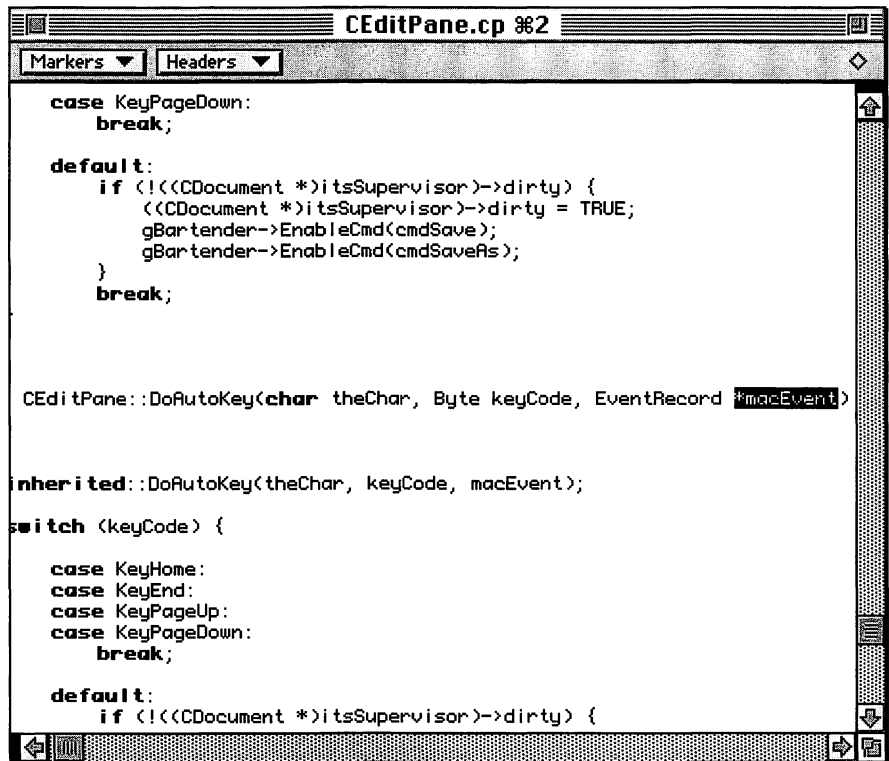 CEditPane.cp ⌘2
Markers ▼ Headers ▼
case KeyPageDown:
break;
default:
if (!((CDocument *)itsSupervisor)->dirty) {
((CDocument *)itsSupervisor)->dirty = TRUE;
gBartender->EnableCmd(cmdSave);
gBartender->EnableCmd(cmdSaveAs);
}
break;
CEditPane::DoAutoKey(char theChar, Byte keyCode, EventRecord *macEvent)
inherited::DoAutoKey(theChar, keyCode, macEvent);
switch (keyCode) {
case KeyHome:
case KeyEnd:
case KeyPageUp:
case KeyPageDown:
break;
default:
if (!((CDocument *)itsSupervisor)->dirty) {